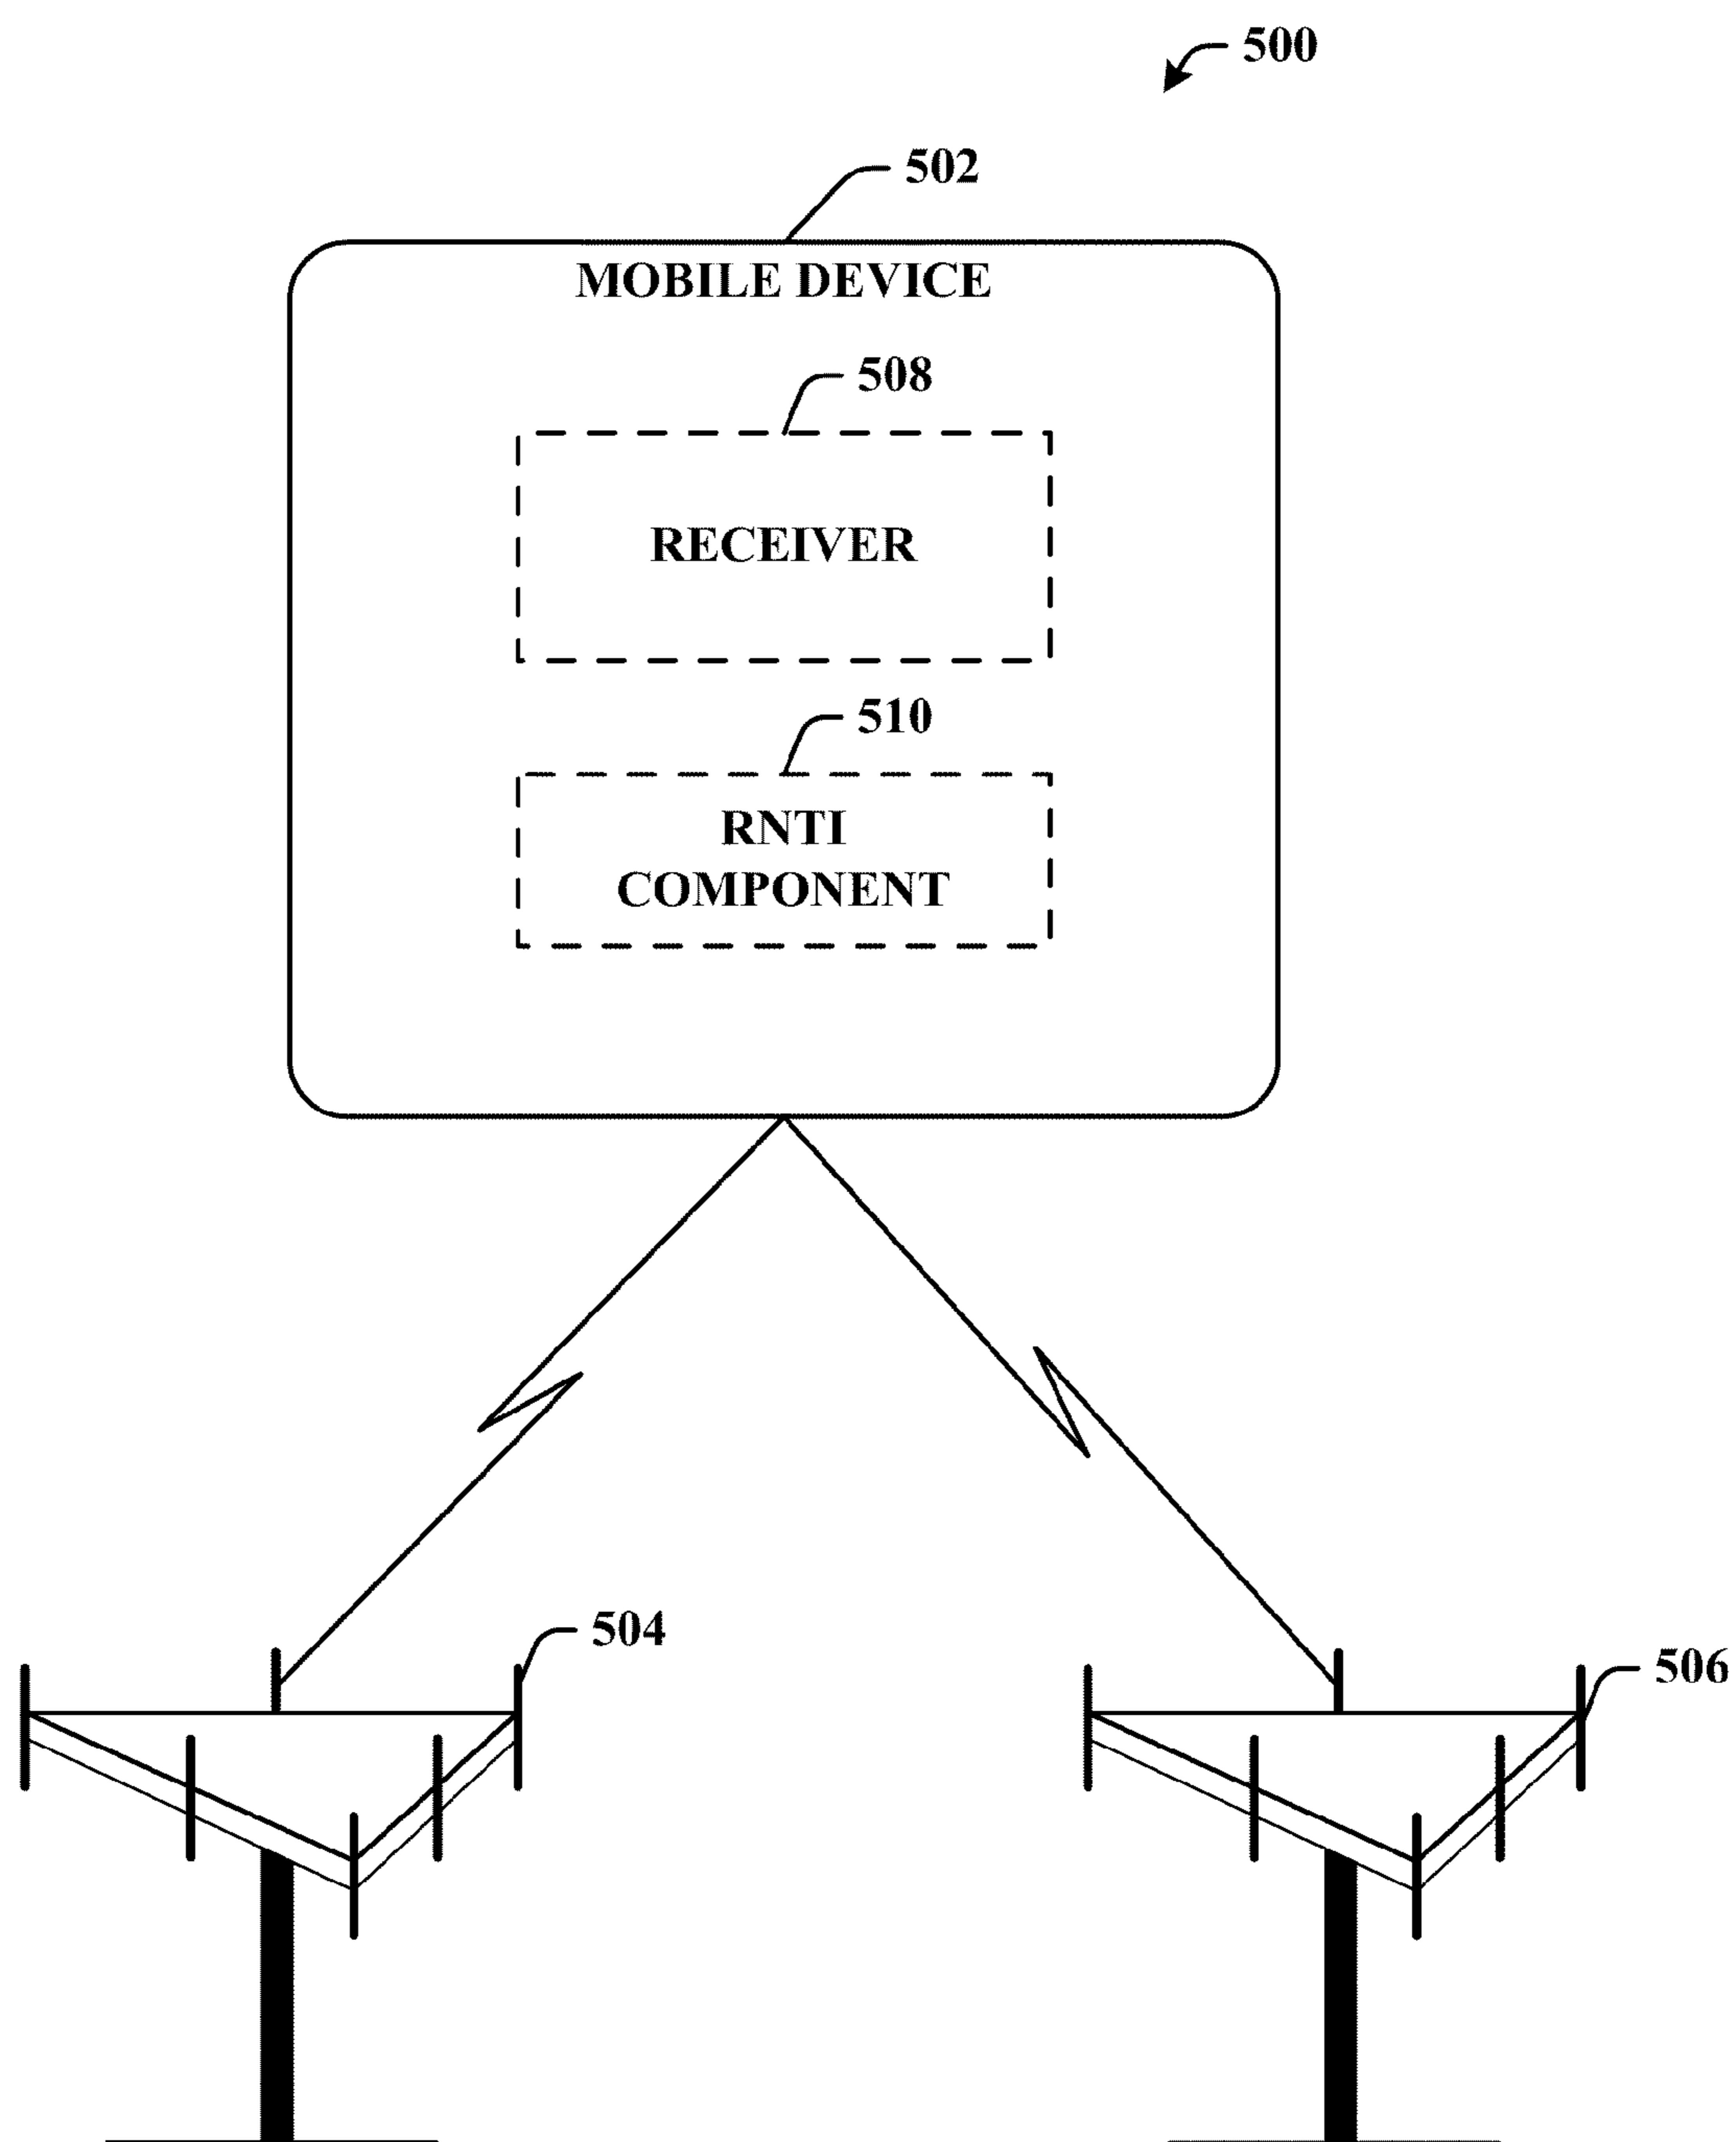 500
502
MOBILE DEVICE
508
RECEIVER
510
RNTI
COMPONENT
504
506